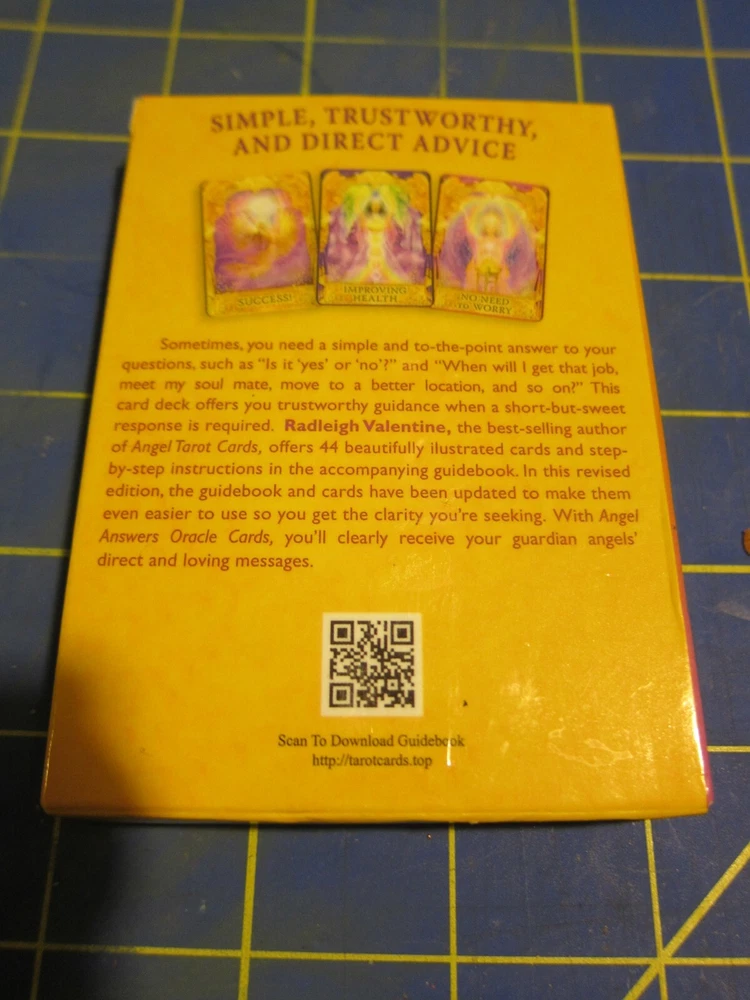 SIMPLE, TRUSTWORTHY,
AND DIRECT ADVICE
SUCCESS!
IMPROVING
HEALTH
NO NEED
TO WORRY
Sometimes, you need a simple and to-the-point answer to your
questions, such as “Is it ‘yes’ or ‘no’?” and “When will I get that job,
meet my soul mate, move to a better location, and so on?” This
card deck offers you trustworthy guidance when a short-but-sweet
response is required. Radleigh Valentine, the best-selling author
of Angel Tarot Cards, offers 44 beautifully ilustrated cards and step-
by-step instructions in the accompanying guidebook. In this revised
edition, the guidebook and cards have been updated to make them
even easier to use so you get the clarity you’re seeking. With Angel
Answers Oracle Cards, you’ll clearly receive your guardian angels’
direct and loving messages.
Scan To Download Guidebook
http://tarotcards.top